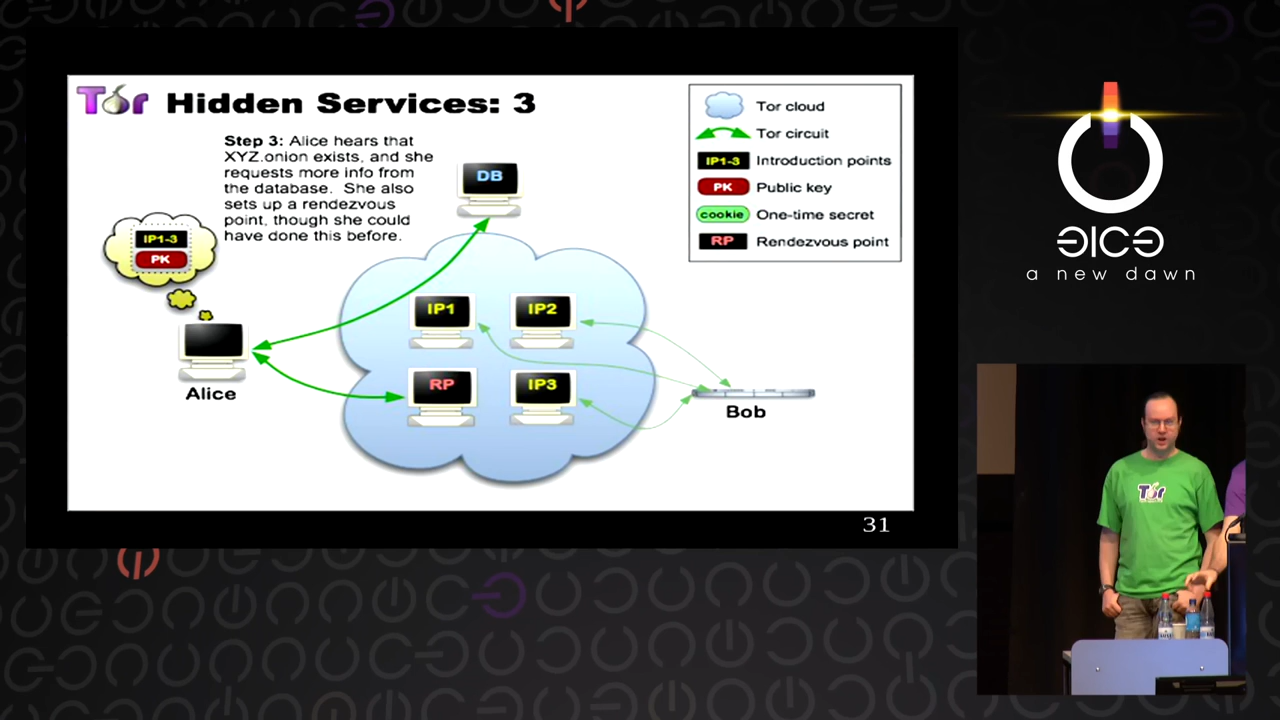 Tor Hidden Services: 3
Step 3: Alice hears that
XYZ.onion exists, and she
requests more info from
the database. She also
sets up a rendezvous
point, though she could
have done this before.
DB
IP1-3
PK
IP1
IP2
RP
IP3
Alice
Bob
Tor cloud
Tor circuit
IP1-3 Introduction points
PK Public key
cookie One-time secret
RP Rendezvous point
31
a new dawn
Tor